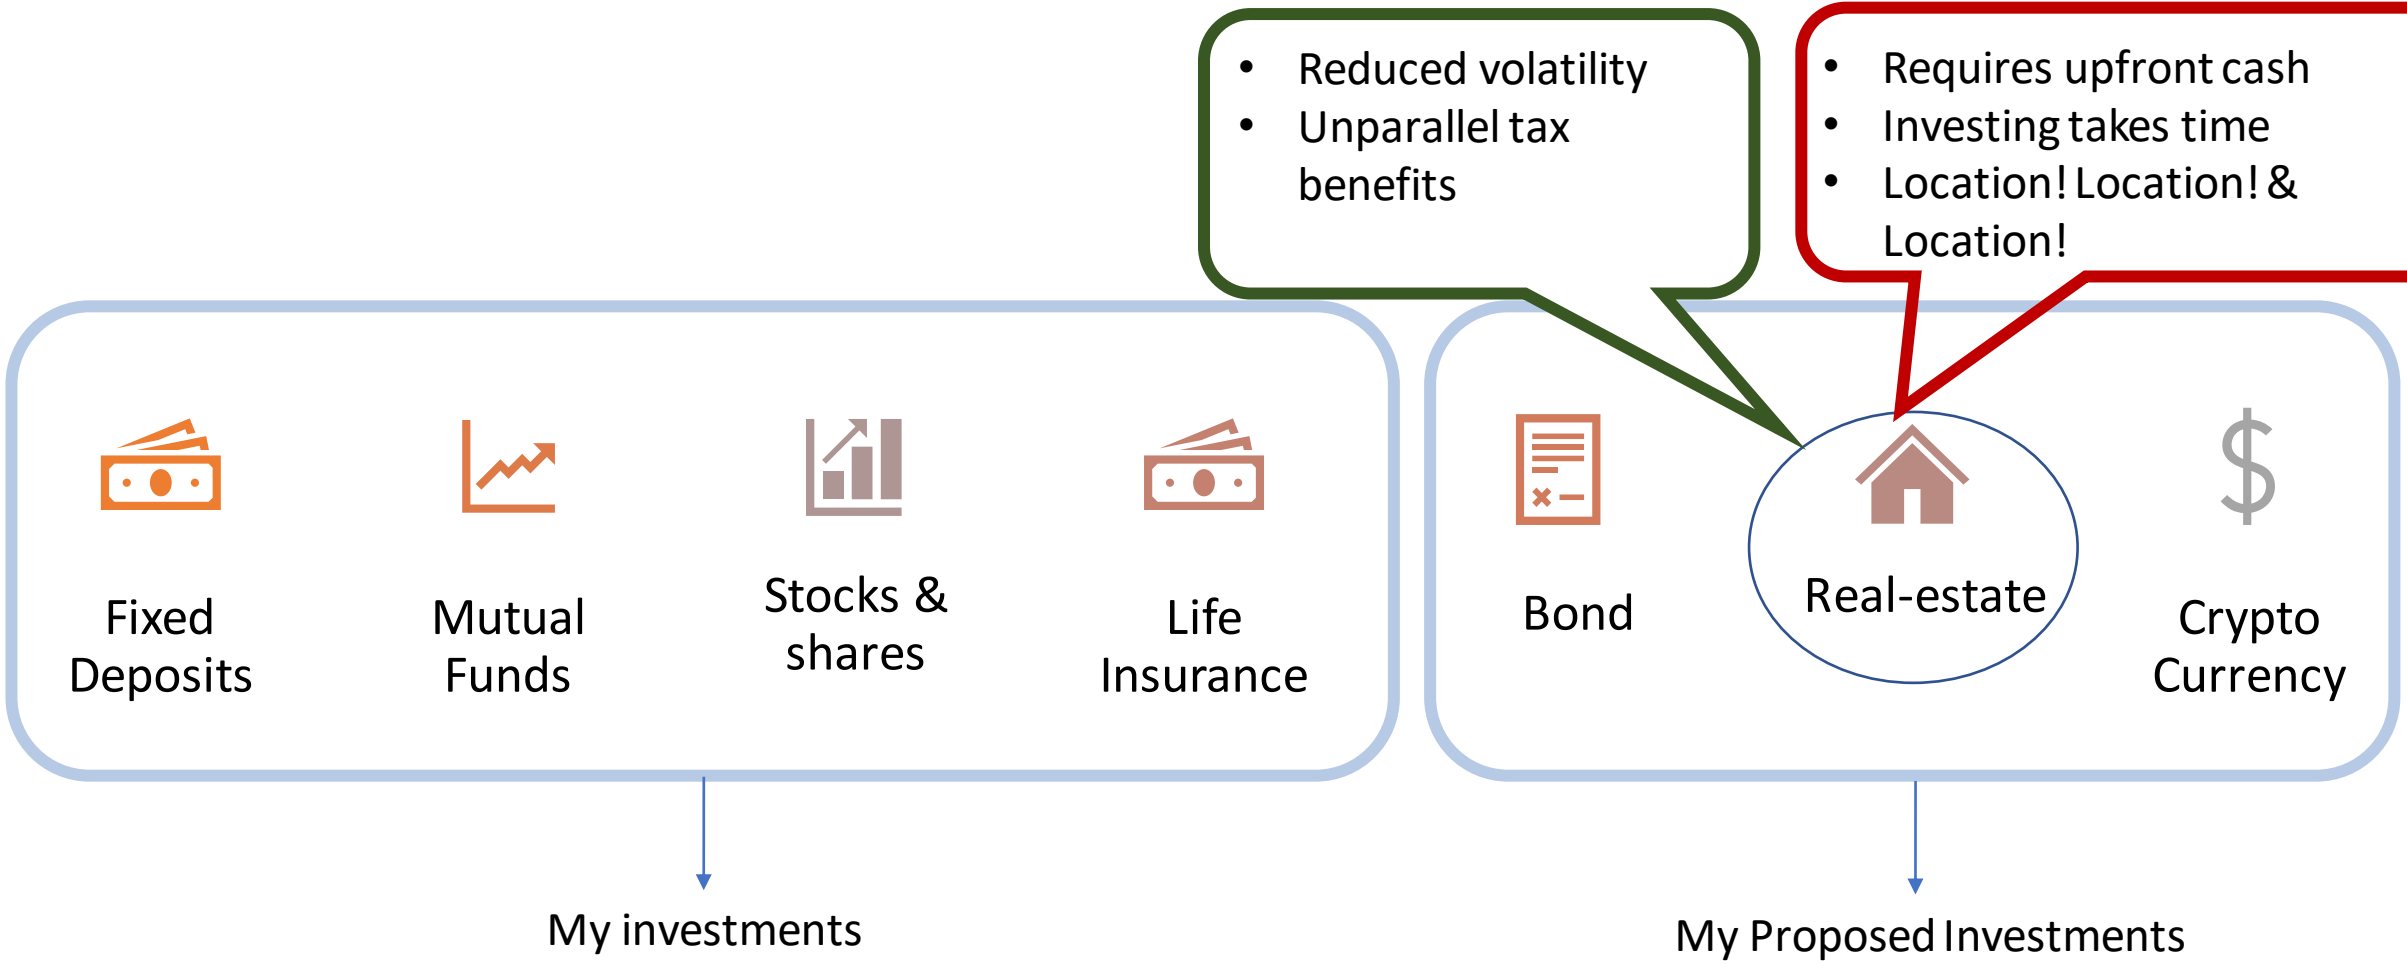 • Reduced volatility
• Unparallel tax
benefits
• Requires upfront cash
• Investing takes time
• Location! Location! &
Location!
Fixed
Deposits
Mutual
Funds
Stocks &
shares
Life
Insurance
Bond
Real-estate
Crypto
Currency
My investments
My Proposed Investments